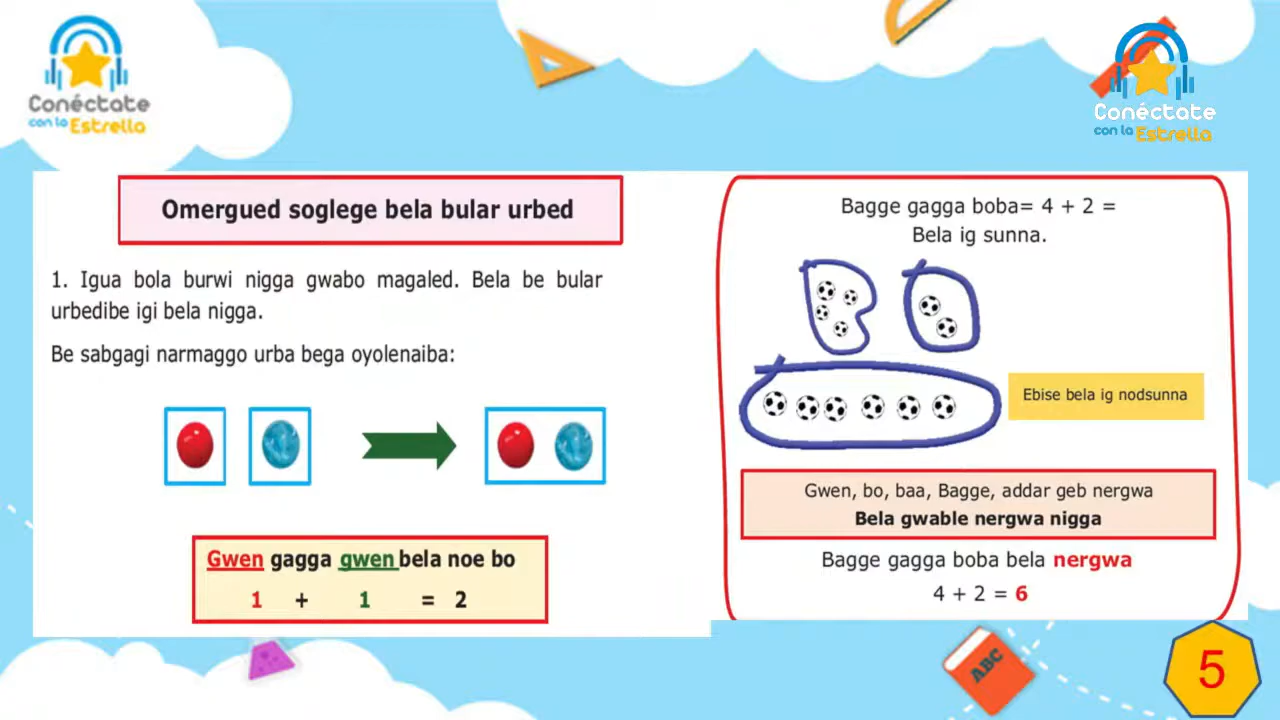 Conéctate
con la Estrella
Conéctate
con la Estrella
Omergued soglege bela bular urbed
1. Igua bola burwi nigga gwabo magaled. Bela be bular
urbedibe igi bela nigga.
Be sabgagi narmaggo urba bega oyolenaiba:
Gwen gagga gwen bela noe bo
1 + 1 = 2
Bagge gagga boba= 4 + 2 =
Bela ig sunna.
Ebise bela ig nodsunna
Gwen, bo, baa, Bagge, addar geb nergwa
Bela gwable nergwa nigga
Bagge gagga boba bela nergwa
4 + 2 = 6
ABC
5